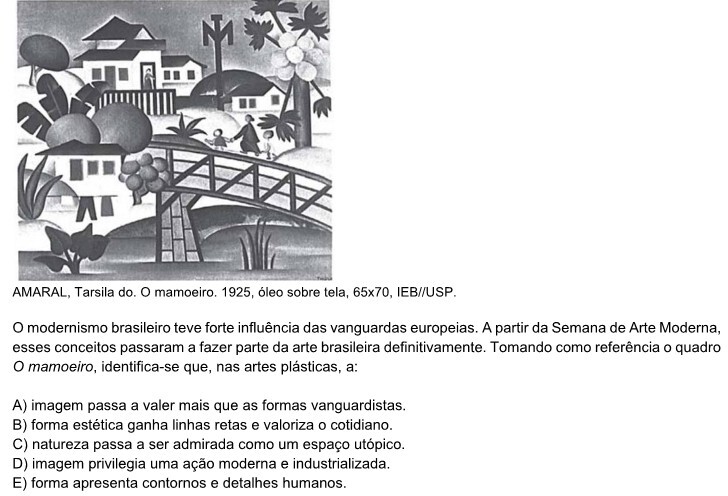 AMARAL, Tarsila do. O mamoeiro. 1925, óleo sobre tela, 65x70, IEB//USP.
O modernismo brasileiro teve forte influência das vanguardas europeias. A partir da Semana de Arte Moderna,
esses conceitos passaram a fazer parte da arte brasileira definitivamente. Tomando como referência o quadro
O mamoeiro, identifica-se que, nas artes plásticas, a:
A) imagem passa a valer mais que as formas vanguardistas.
B) forma estética ganha linhas retas e valoriza o cotidiano.
C) natureza passa a ser admirada como um espaço utópico.
D) imagem privilegia uma ação moderna e industrializada.
E) forma apresenta contornos e detalhes humanos.